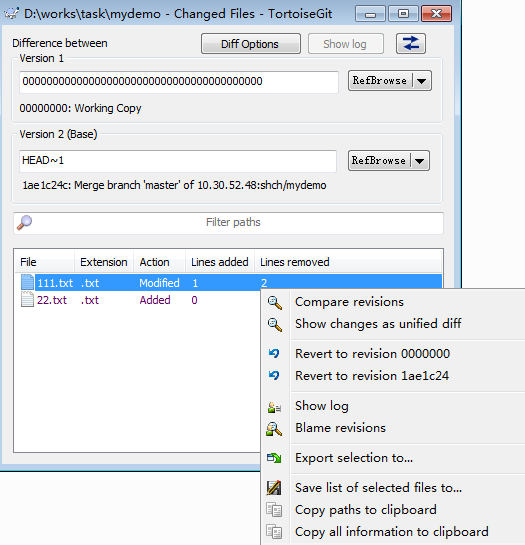 D:\works\task\mydemo - Changed Files - TortoiseGit
Difference between
Diff Options
Show log
Version 1
0000000000000000000000000000000000000000
RefBrowse
00000000: Working Copy
Version 2 (Base)
HEAD~1
RefBrowse
1ae1c24c: Merge branch 'master' of 10.30.52.48:shch/mydemo
Filter paths
File Extension Action Lines added Lines removed
111.txt .txt Modified 1 2
22.txt .txt Added 0
Compare revisions
Show changes as unified diff
Revert to revision 0000000
Revert to revision 1ae1c24
Show log
Blame revisions
Export selection to...
Save list of selected files to...
Copy paths to clipboard
Copy all information to clipboard